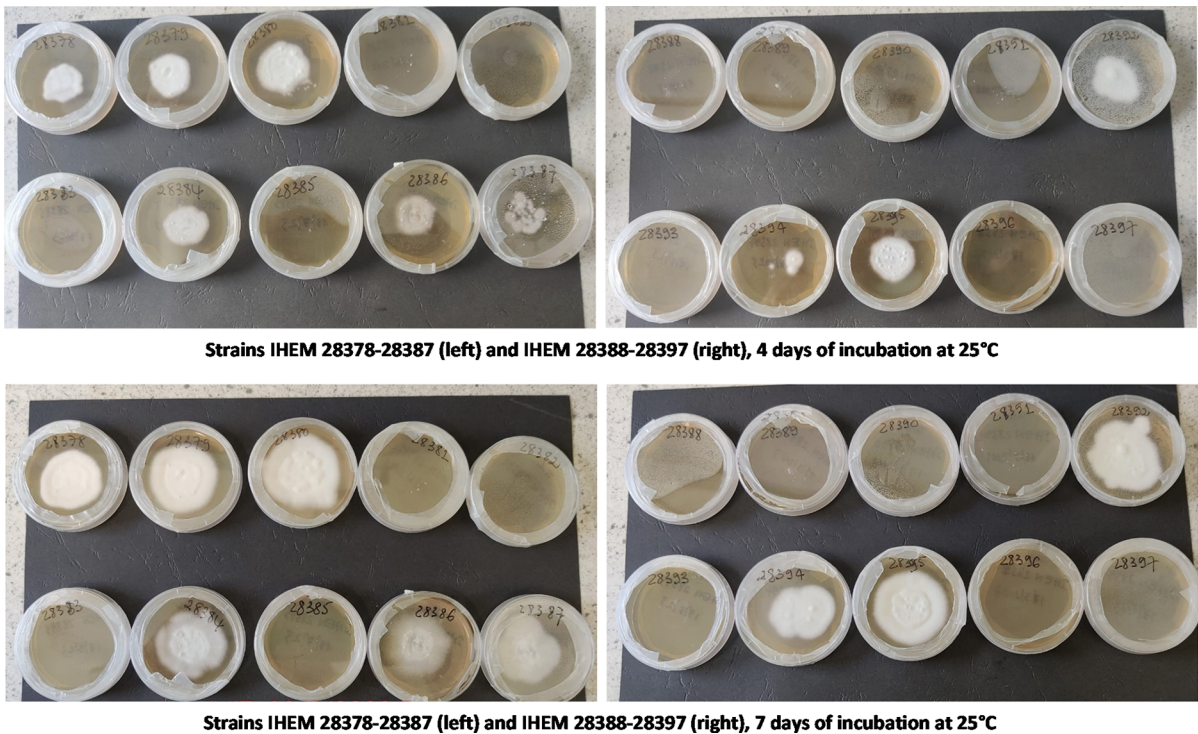 28378 28379 28380 28381 28382
28383 28384 28385 28386 28387
28388 28389 28390 28391 28392
28393 28394 28395 28396 28397
Strains IHEM 28378-28387 (left) and IHEM 28388-28397 (right), 4 days of incubation at 25°C
28378 28379 28380 28381 28382
28383 28384 28385 28386 28387
28388 28390 28391 28392
28389
28393 28394 28395 28396 28397
Strains IHEM 28378-28387 (left) and IHEM 28388-28397 (right), 7 days of incubation at 25°C